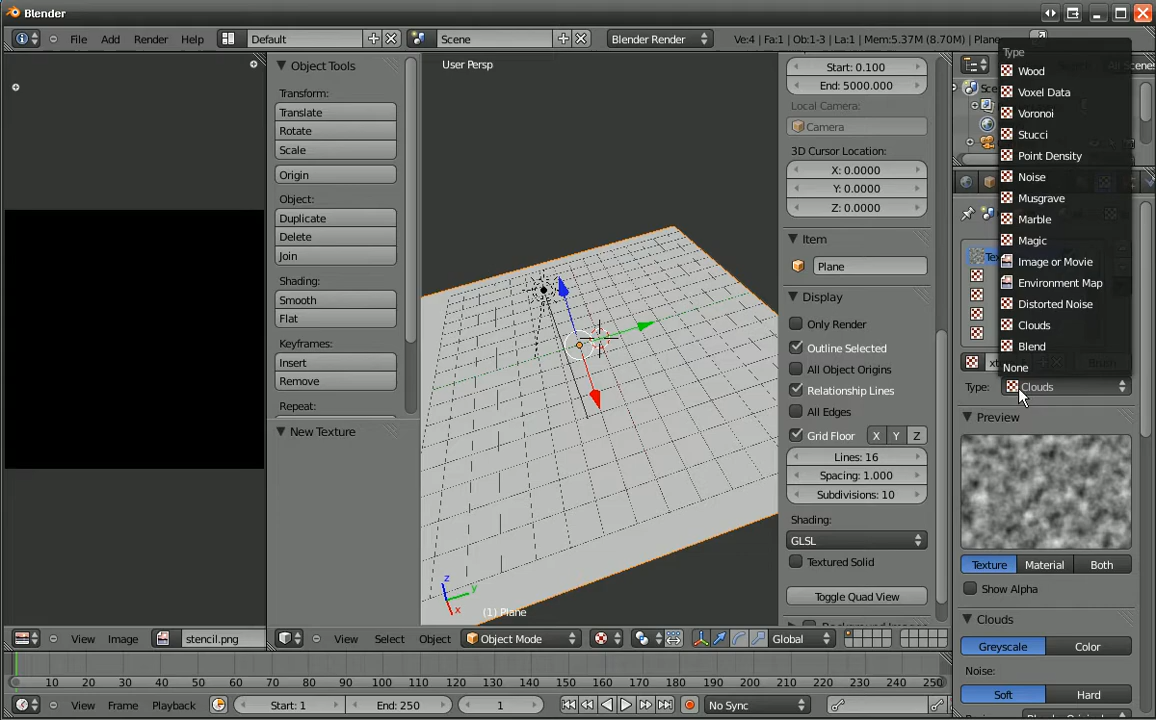 Blender
File Add Render Help Default Scene Blender Render Ve:4 | Fa:1 | Ob:1-3 | La:1 | Mem:5.37M (8.70M) | Plane
Object Tools
Transform:
Translate
Rotate
Scale
Origin
Object:
Duplicate
Delete
Join
Shading:
Smooth
Flat
Keyframes:
Insert
Remove
Repeat:
New Texture
User Persp
z
y
x
(1) Plane
Start: 0.100
End: 5000.000
Local Camera:
Camera
3D Cursor Location:
X: 0.0000
Y: 0.0000
Z: 0.0000
Item
Plane
Display
Only Render
Outline Selected
All Object Origins
Relationship Lines
All Edges
Grid Floor X Y Z
Lines: 16
Spacing: 1.000
Subdivisions: 10
Shading:
GLSL
Textured Solid
Toggle Quad View
Type
Wood
Voxel Data
Voronoi
Stucci
Point Density
Noise
Musgrave
Marble
Magic
Image or Movie
Environment Map
Distorted Noise
Clouds
Blend
None
Type: Clouds
Preview
Texture Material Both
Show Alpha
Clouds
Greyscale Color
Noise:
Soft Hard
View Image stencil.png
View Select Object Object Mode Global
10 20 30 40 50 60 70 80 90 100 110 120 130 140 150 160 170 180 190 200 210 220 230 240 250
View Frame Playback Start: 1 End: 250 1 No Sync